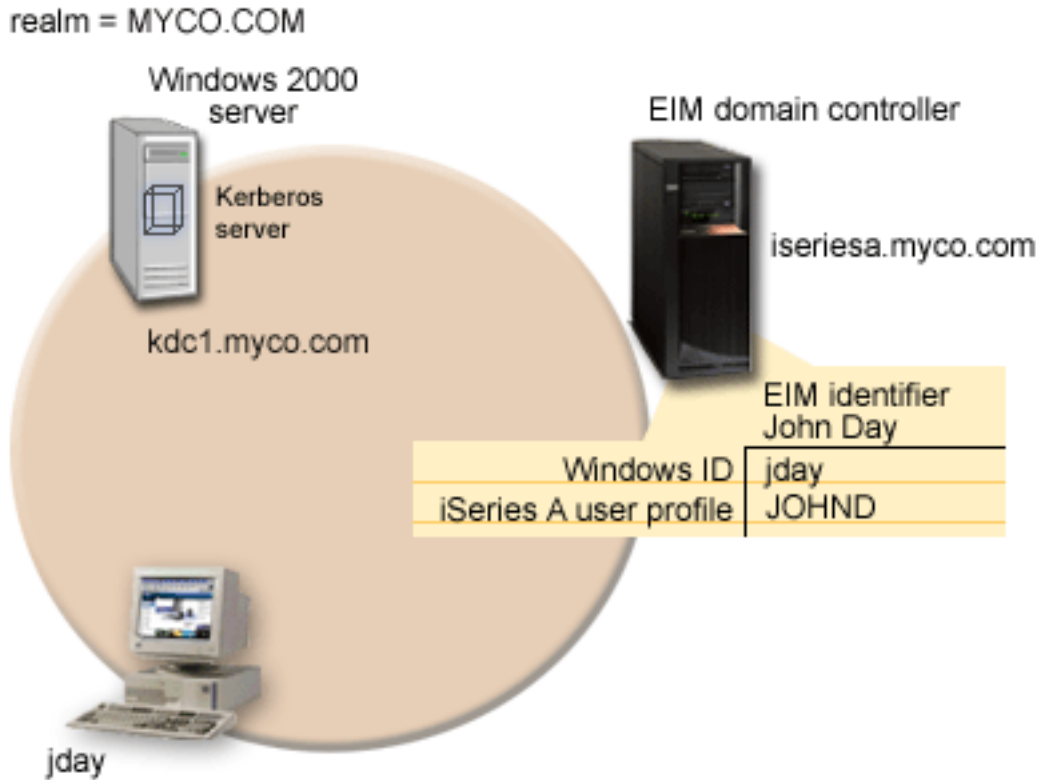 realm = MYCO.COM
Windows 2000
server
EIM domain controller
Kerberos
server
iseriesa.myco.com
kdc1.myco.com
EIM identifier
John Day
Windows ID jday
iSeries A user profile JOHND
jday